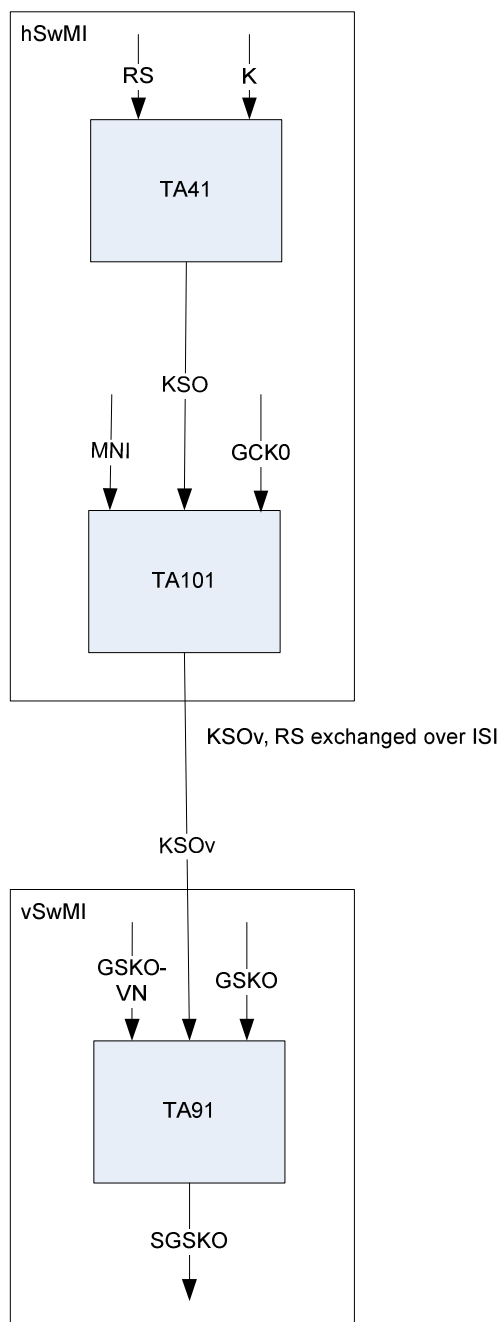 hSwMI
RS
K
TA41
KSO
MNI
GCK0
TA101
KSOv, RS exchanged over ISI
KSOv
vSwMI
GSKO-
VN
GSKO
TA91
SGSKO